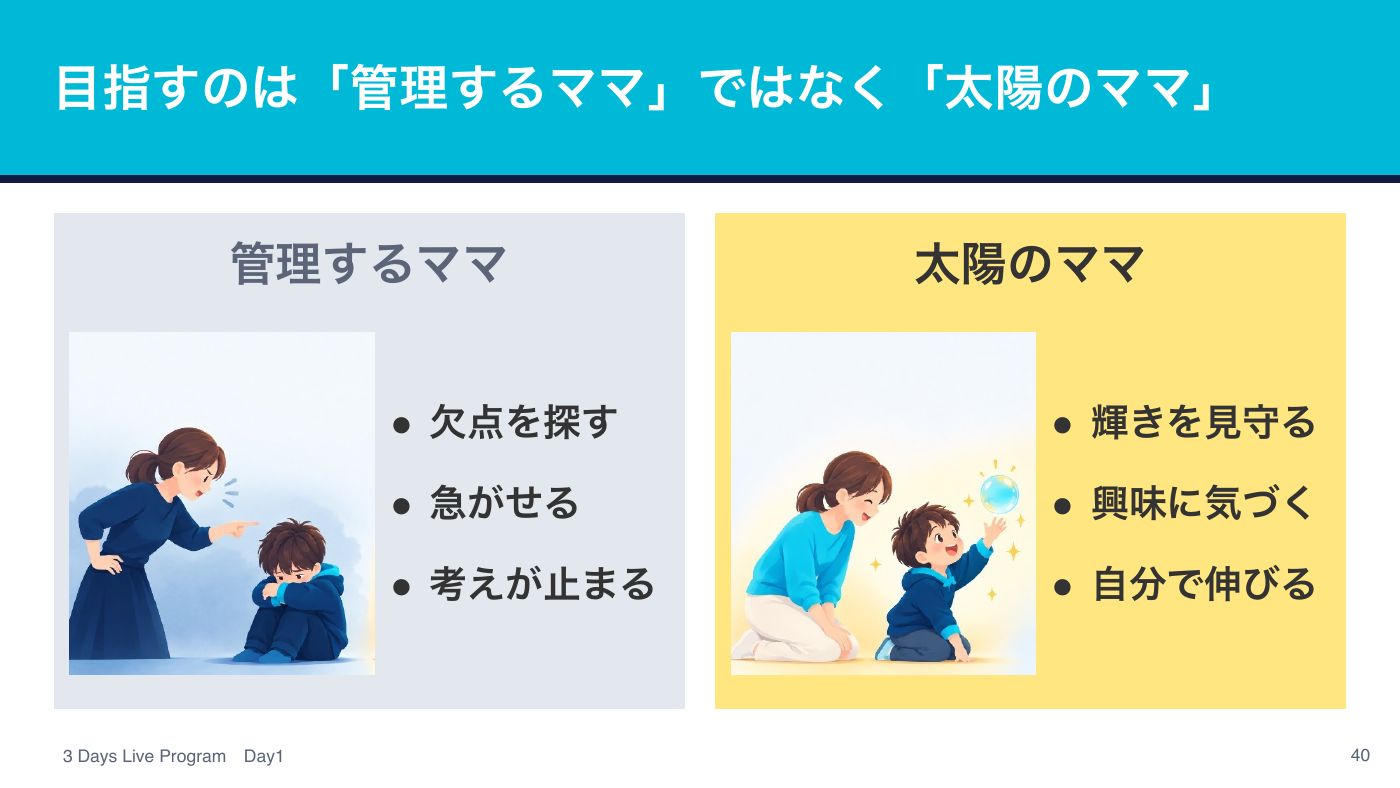 目指すのは「管理するママ」ではなく「太陽のママ」
管理するママ
● 欠点を探す
● 急がせる
● 考えが止まる
太陽のママ
● 輝きを見守る
● 興味に気づく
● 自分で伸びる
3 Days Live Program Day1
40